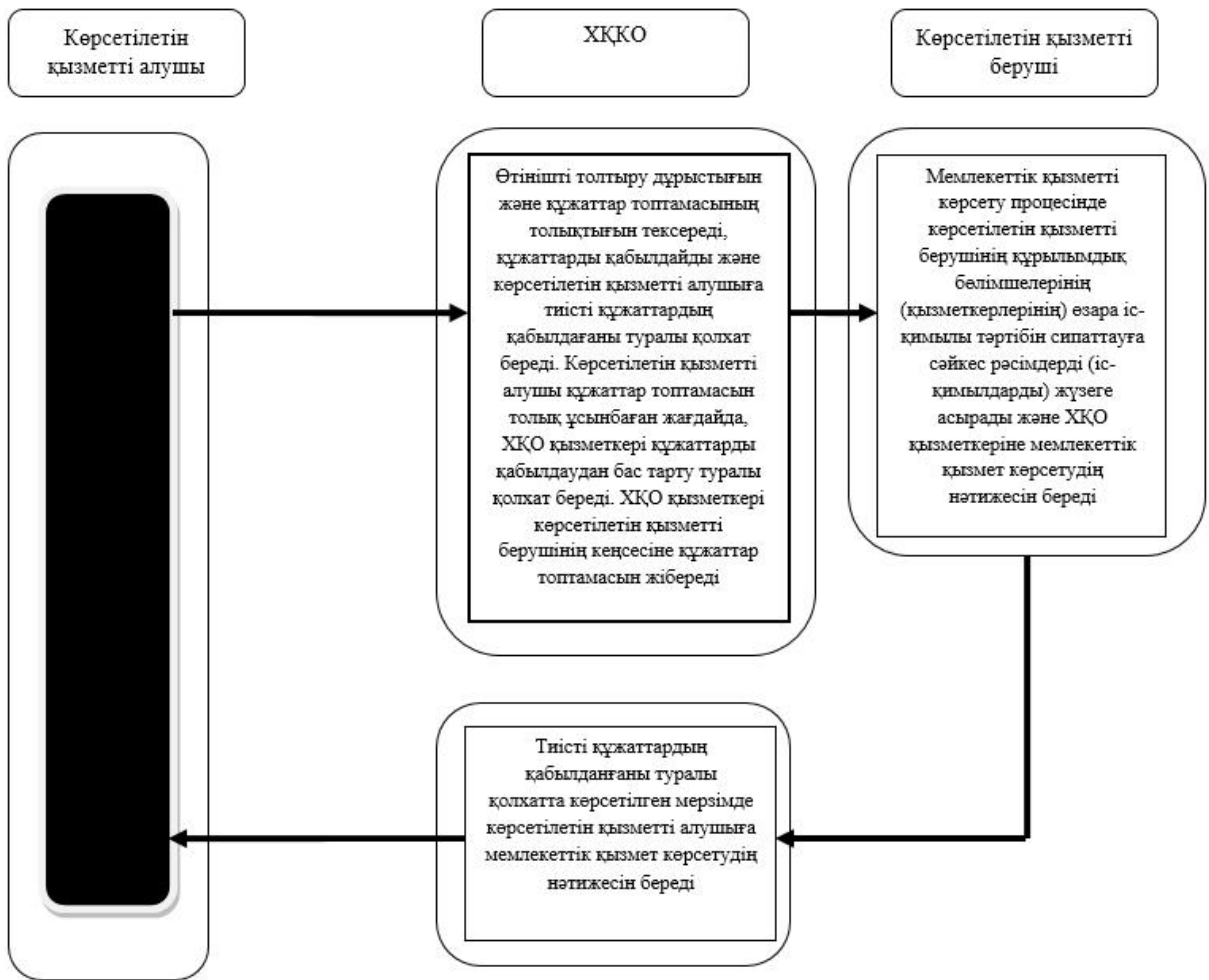 Көрсетілетін
қызметті алушы
ХҚКО
Көрсетілетін қызметті
беруші
Өтінішті толтыру дұрыстығын
және құжаттар топтамасының
толықтығын тексереді,
құжаттарды қабылдайды және
көрсетілетін қызметті алушыға
тиісті құжаттардың
қабылдағаны туралы қолхат
береді. Көрсетілетін қызметті
алушы құжаттар топтамасын
толық ұсынбаған жағдайда,
ХҚО қызметкері құжаттарды
қабылдаудан бас тарту туралы
қолхат береді. ХҚО қызметкері
көрсетілетін қызметті
берушінің кеңсесіне құжаттар
топтамасын жібереді
Мемлекеттік қызметті
көрсету процесінде
көрсетілетін қызметті
берушінің құрылымдық
бөлімшелерінің
(қызметкерлерінің) өзара іс-
қимылы тәртібін сипаттауға
сәйкес рәсімдерді (іс-
қимылдарды) жүзеге
асырады және ХҚО
қызметкеріне мемлекеттік
қызмет көрсетудің
нәтижесін береді
Тиісті құжаттардың
қабылданғаны туралы
қолхатта көрсетілген мерзімде
көрсетілетін қызметті алушыға
мемлекеттік қызмет көрсетудің
нәтижесін береді